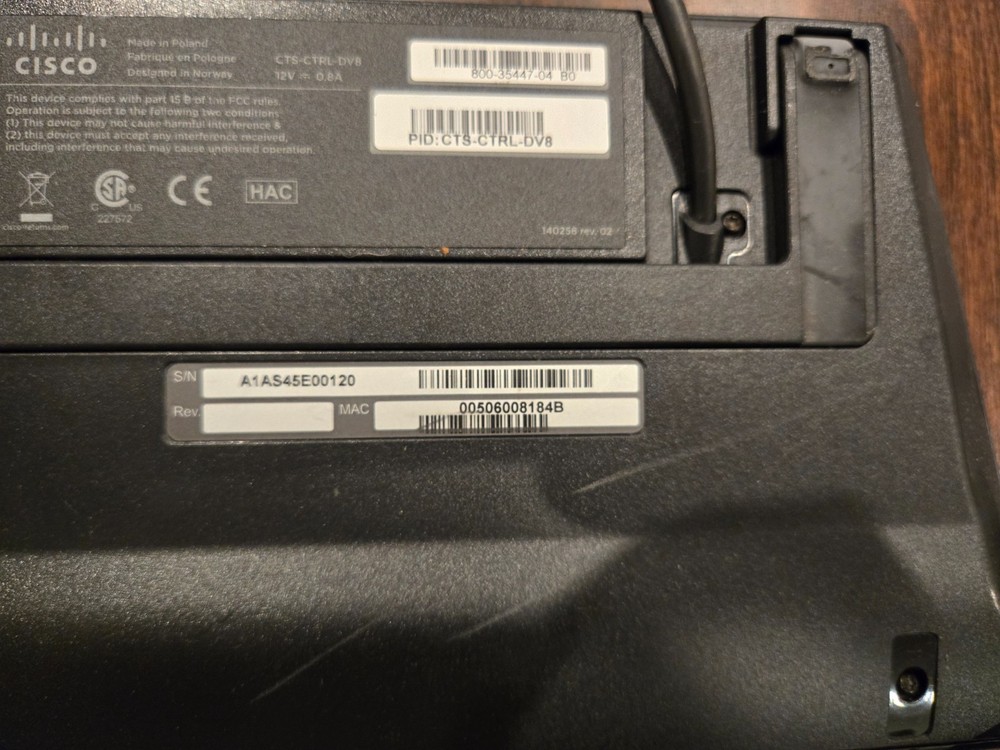 CISCO
Made in Poland
Fabriqué en Pologne
Designed in Norway
CTS-CTRL-DV8
12V ⎓ 0.8A
800-35447-04 B0
PID:CTS-CTRL-DV8
This device complies with part 15 B of the FCC rules.
Operation is subject to the following two conditions
(1) This device may not cause harmful interference &
(2) this device must accept any interference received,
including interference that may cause undesired operation.
SA
C US
227572
CE
HAC
140258 rev. 02
S/N A1AS45E00120
Rev. MAC 00506008184B